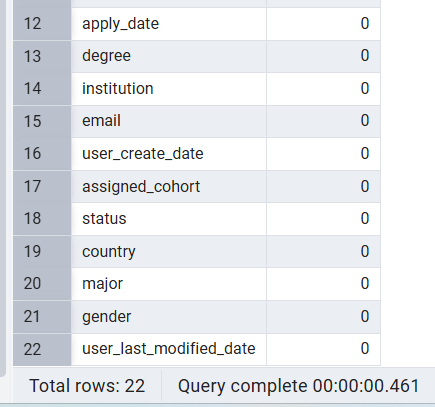 12 apply_date 0
13 degree 0
14 institution 0
15 email 0
16 user_create_date 0
17 assigned_cohort 0
18 status 0
19 country 0
20 major 0
21 gender 0
22 user_last_modified_date 0
Total rows: 22 Query complete 00:00:00.461